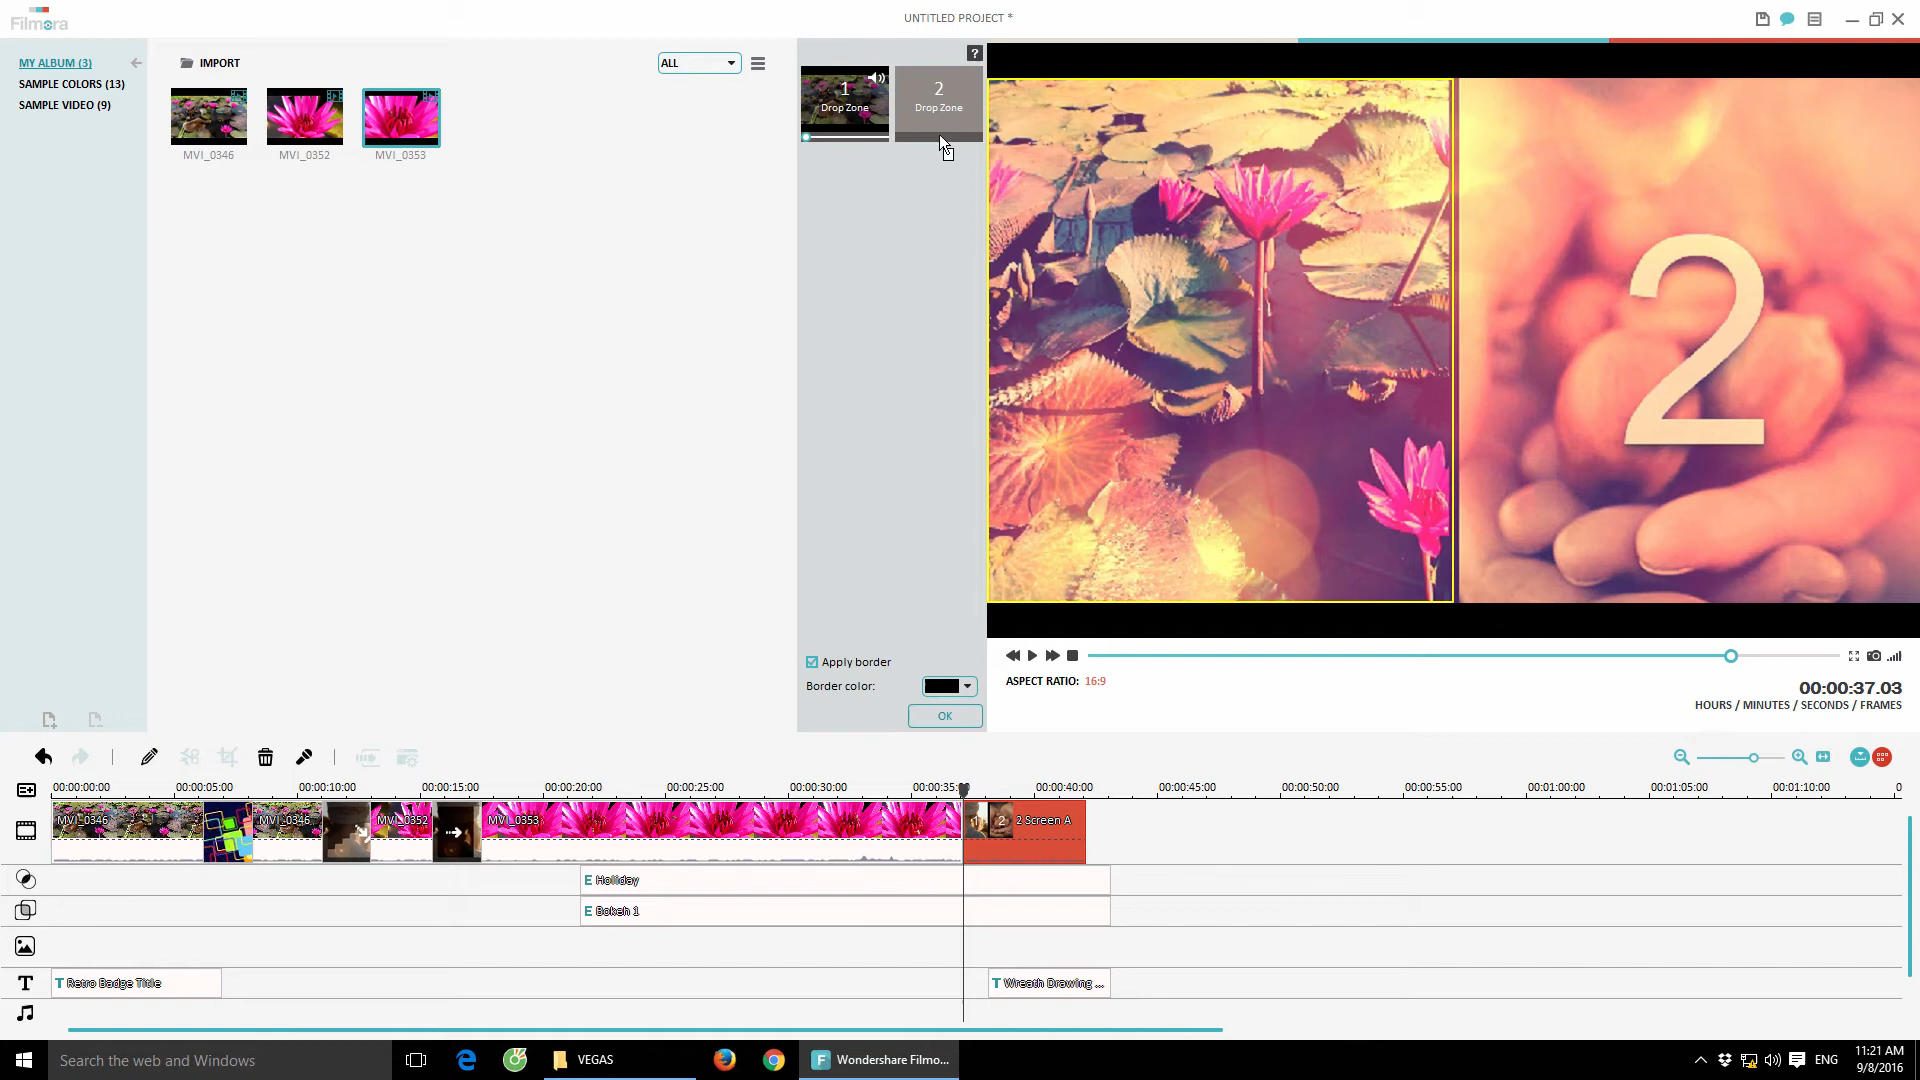 Filmora
UNTITLED PROJECT *
MY ALBUM (3)
SAMPLE COLORS (13)
SAMPLE VIDEO (9)
IMPORT
ALL
MVI_0346
MVI_0352
MVI_0353
?
1
Drop Zone
2
Drop Zone
2
Apply border
Border color:
OK
ASPECT RATIO: 16:9
00:00:37.03
HOURS / MINUTES / SECONDS / FRAMES
00:00:00:00
00:00:05:00
00:00:10:00
00:00:15:00
00:00:20:00
00:00:25:00
00:00:30:00
00:00:35:00
00:00:40:00
00:00:45:00
00:00:50:00
00:00:55:00
00:01:00:00
00:01:05:00
00:01:10:00
0
MVI_0346
MVI_0346
MVI_0352
MVI_0353
1
2
2 Screen A
E Holiday
E Bokeh 1
T
T Retro Badge Title
T Wreath Drawing ...
Search the web and Windows
VEGAS
Wondershare Filmo...
ENG
11:21 AM
9/8/2016